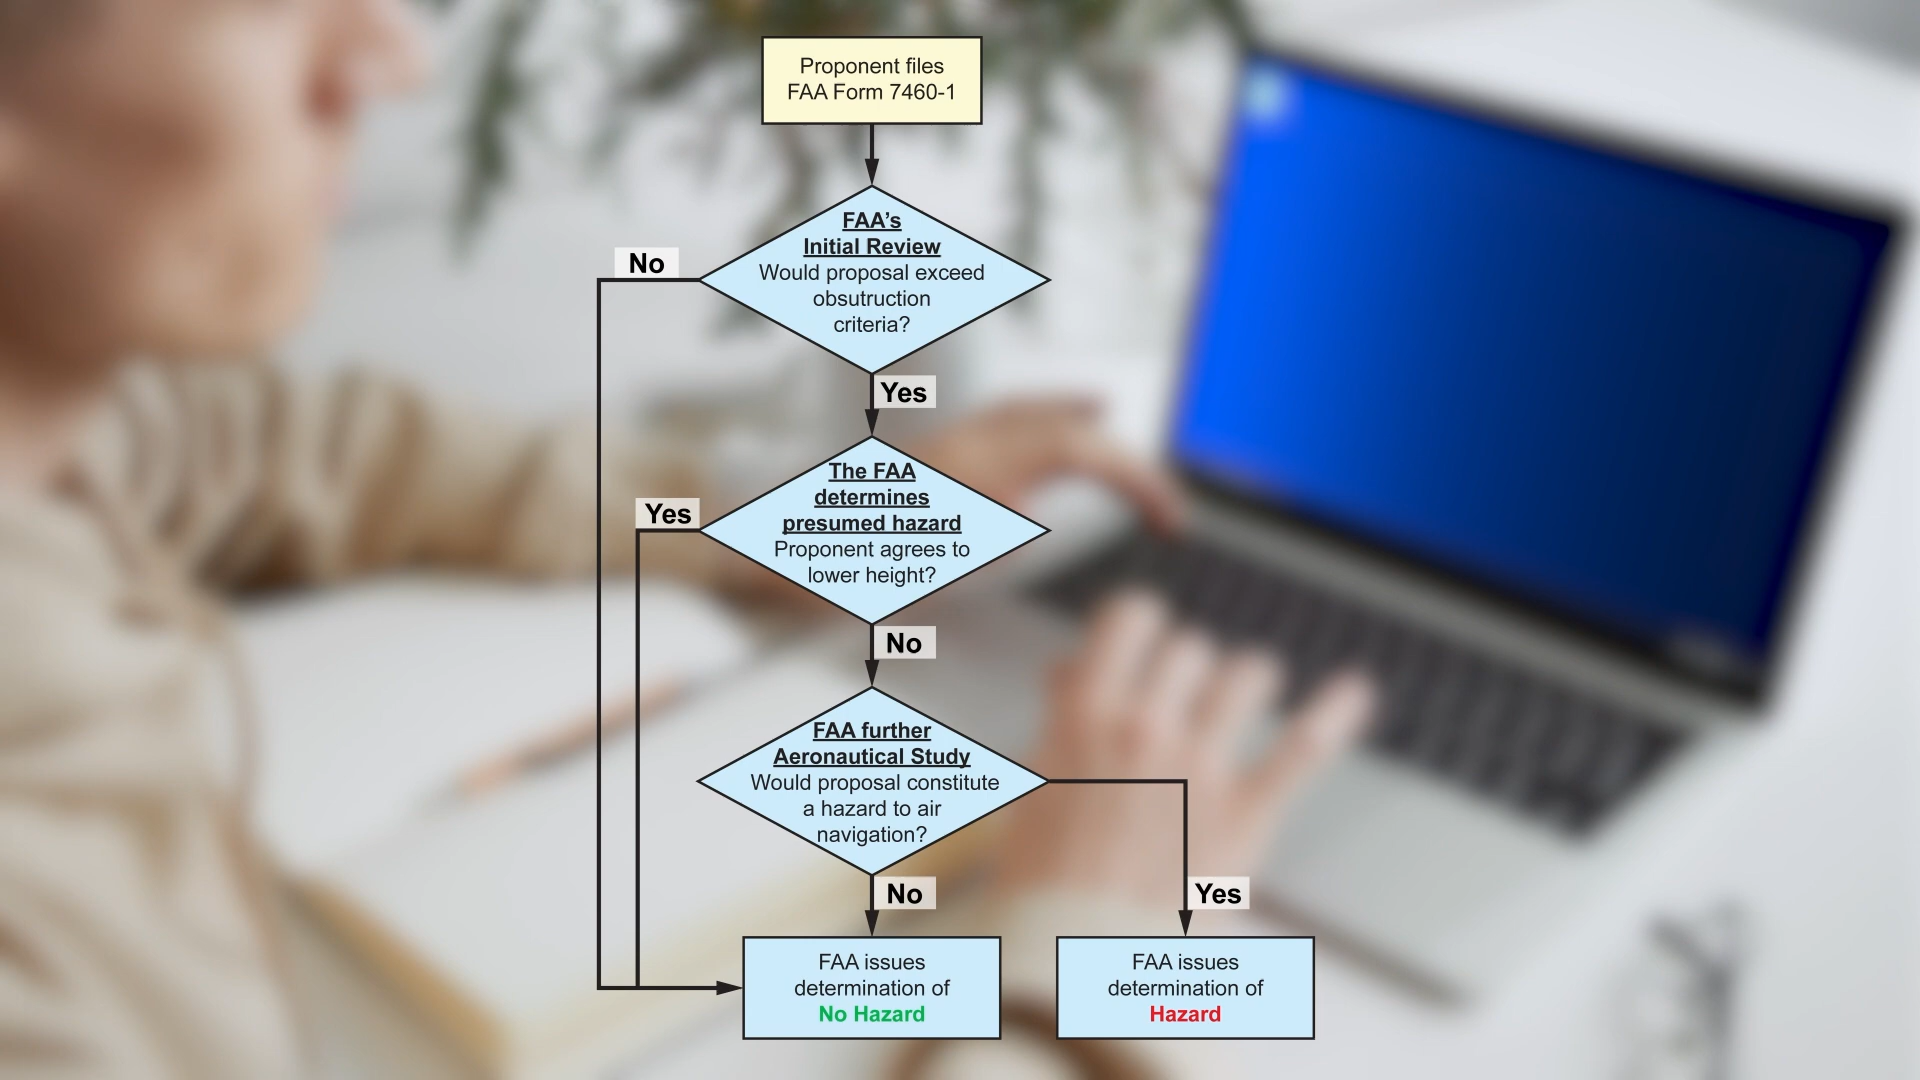 Proponent files
FAA Form 7460-1
FAA’s
Initial Review
Would proposal exceed
obsutruction
criteria?
No
Yes
The FAA
determines
presumed hazard
Proponent agrees to
lower height?
Yes
No
FAA further
Aeronautical Study
Would proposal constitute
a hazard to air
navigation?
No
Yes
FAA issues
determination of
No Hazard
FAA issues
determination of
Hazard